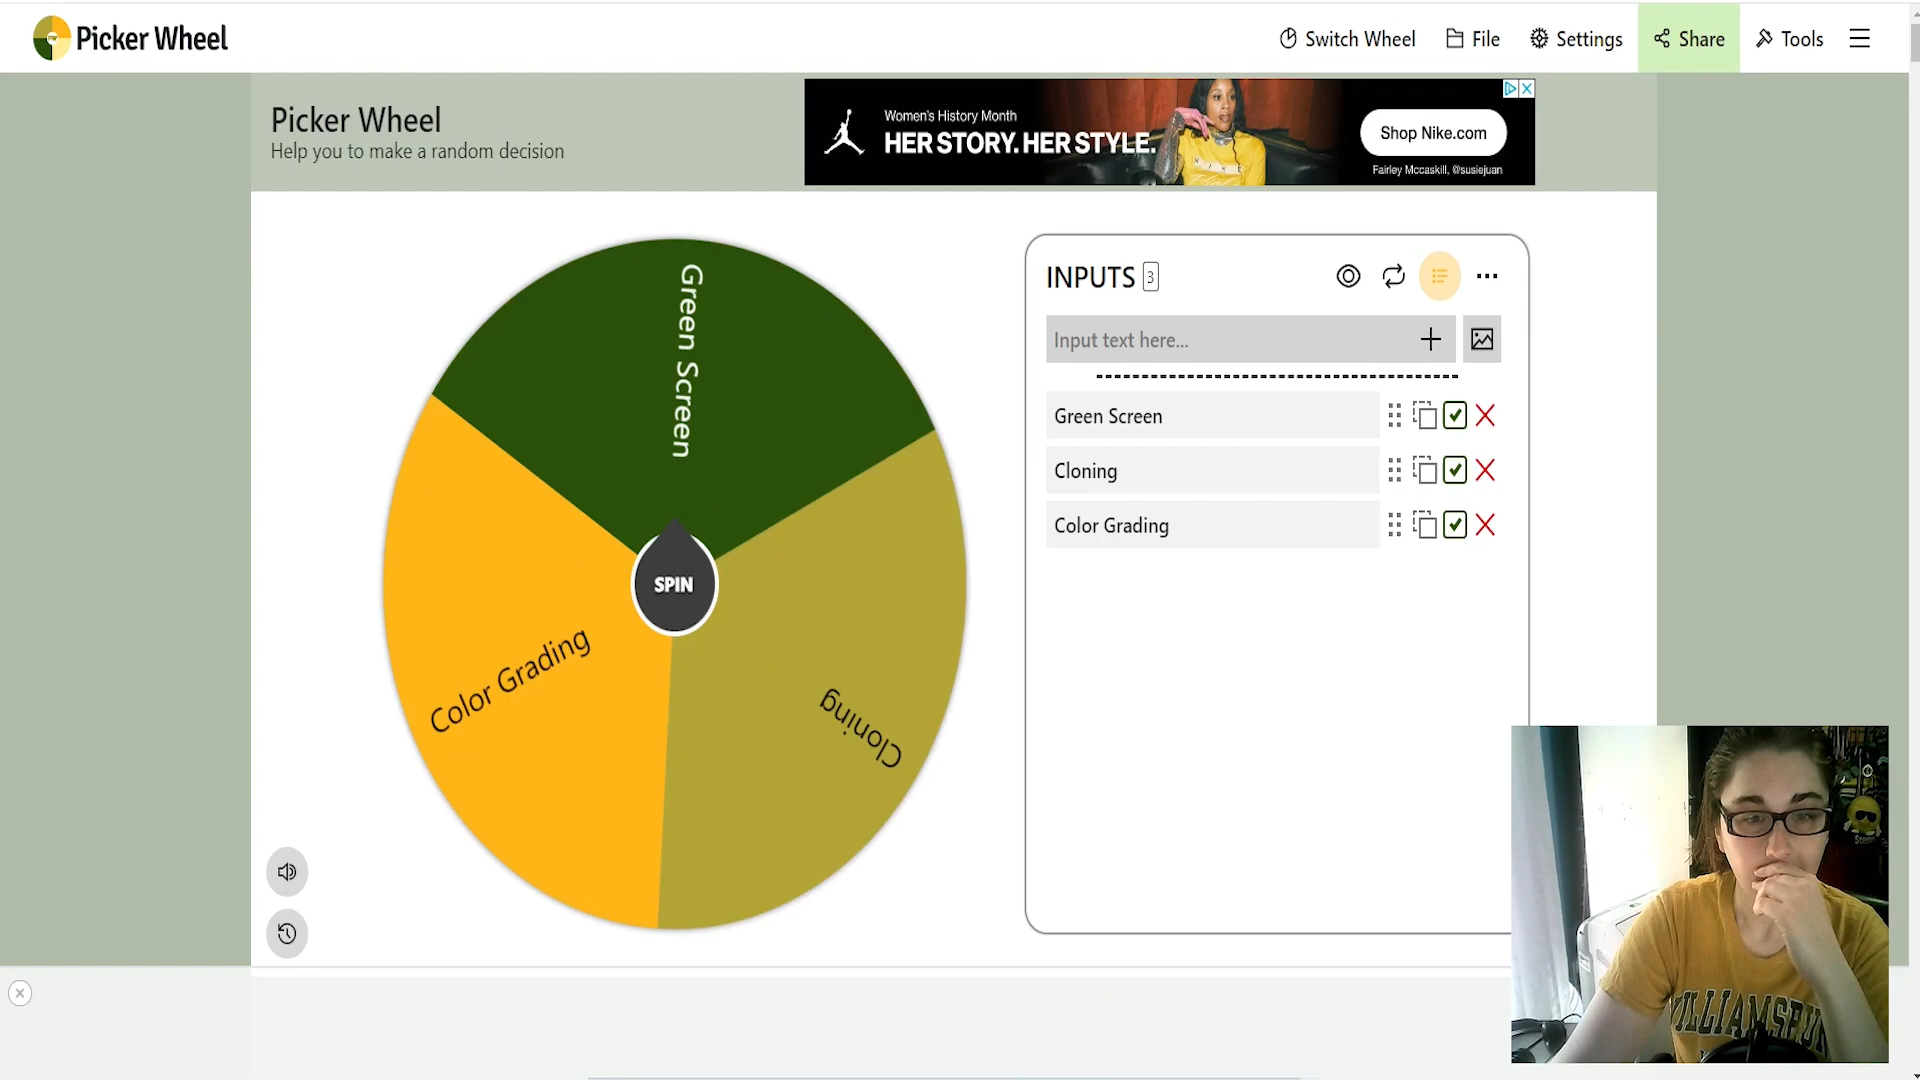 Picker Wheel
Switch Wheel
File
Settings
Share
Tools
Picker Wheel
Help you to make a random decision
Women's History Month
HER STORY. HER STYLE.
Shop Nike.com
Fairley Mccaskill, @susiejuan
INPUTS 3
Input text here...
Green Screen
Cloning
Color Grading
Green Screen
SPIN
Color Grading
Cloning